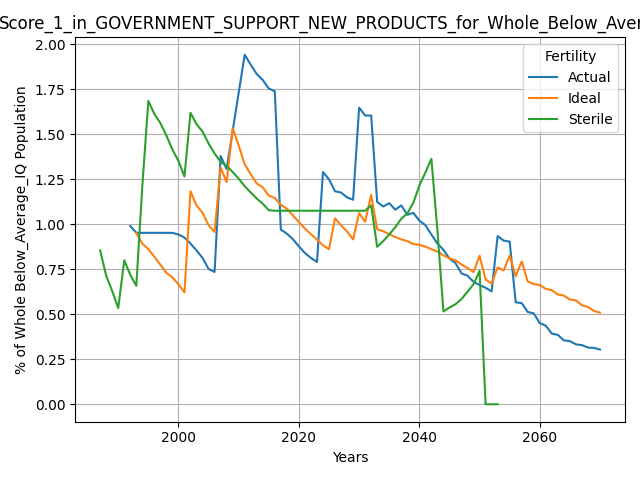 Score_1_in_GOVERNMENT_SUPPORT_NEW_PRODUCTS_for_Whole_Below_Aver
2.00
1.75
1.50
1.25
1.00
0.75
0.50
0.25
0.00
% of Whole Below_Average_IQ Population
Fertility
Actual
Ideal
Sterile
2000
2020
2040
2060
Years